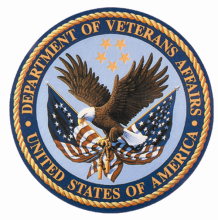 DEPARTMENT OF VETERANS AFFAIRS
UNITED STATES OF AMERICA